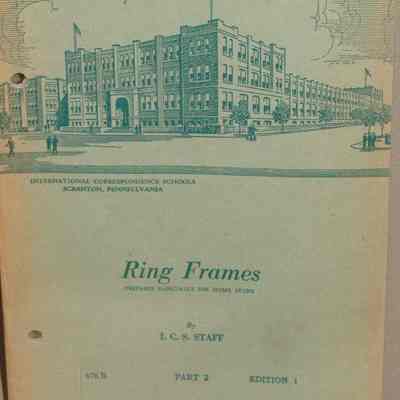 INTERNATIONAL CORRESPONDENCE SCHOOLS
SCRANTON, PENNSYLVANIA
Ring Frames
PREPARED ESPECIALLY FOR HOME STUDY
By
I. C. S. STAFF
PART 2
EDITION 1